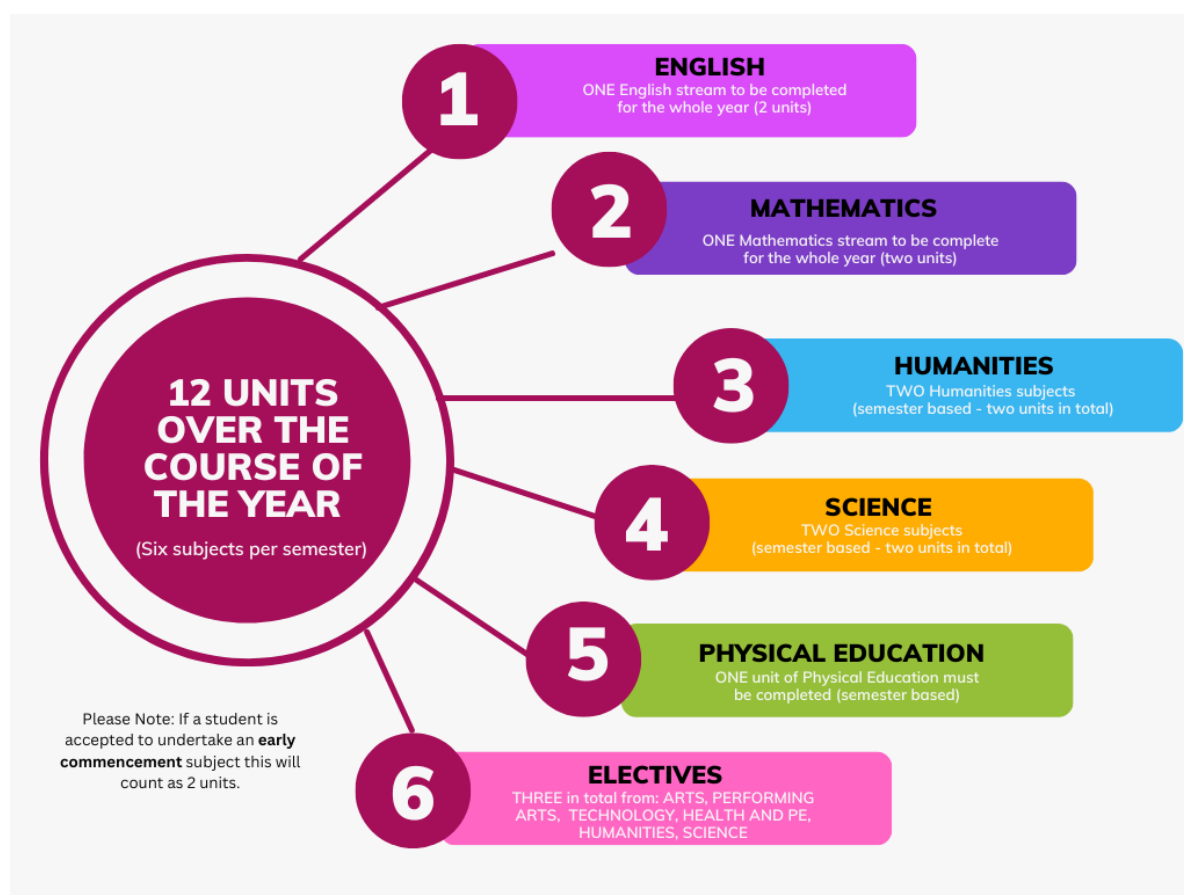 1
ENGLISH
ONE English stream to be completed
for the whole year (2 units)
2
MATHEMATICS
ONE Mathematics stream to be complete
for the whole year (two units)
3
HUMANITIES
TWO Humanities subjects
(semester based - two units in total)
12 UNITS
OVER THE
COURSE OF
THE YEAR
(Six subjects per semester)
4
SCIENCE
TWO Science subjects
(semester based - two units in total)
5
PHYSICAL EDUCATION
ONE unit of Physical Education must
be completed (semester based)
Please Note: If a student is
accepted to undertake an early
commencement subject this will
count as 2 units.
6
ELECTIVES
THREE in total from: ARTS, PERFORMING
ARTS, TECHNOLOGY, HEALTH AND PE,
HUMANITIES, SCIENCE